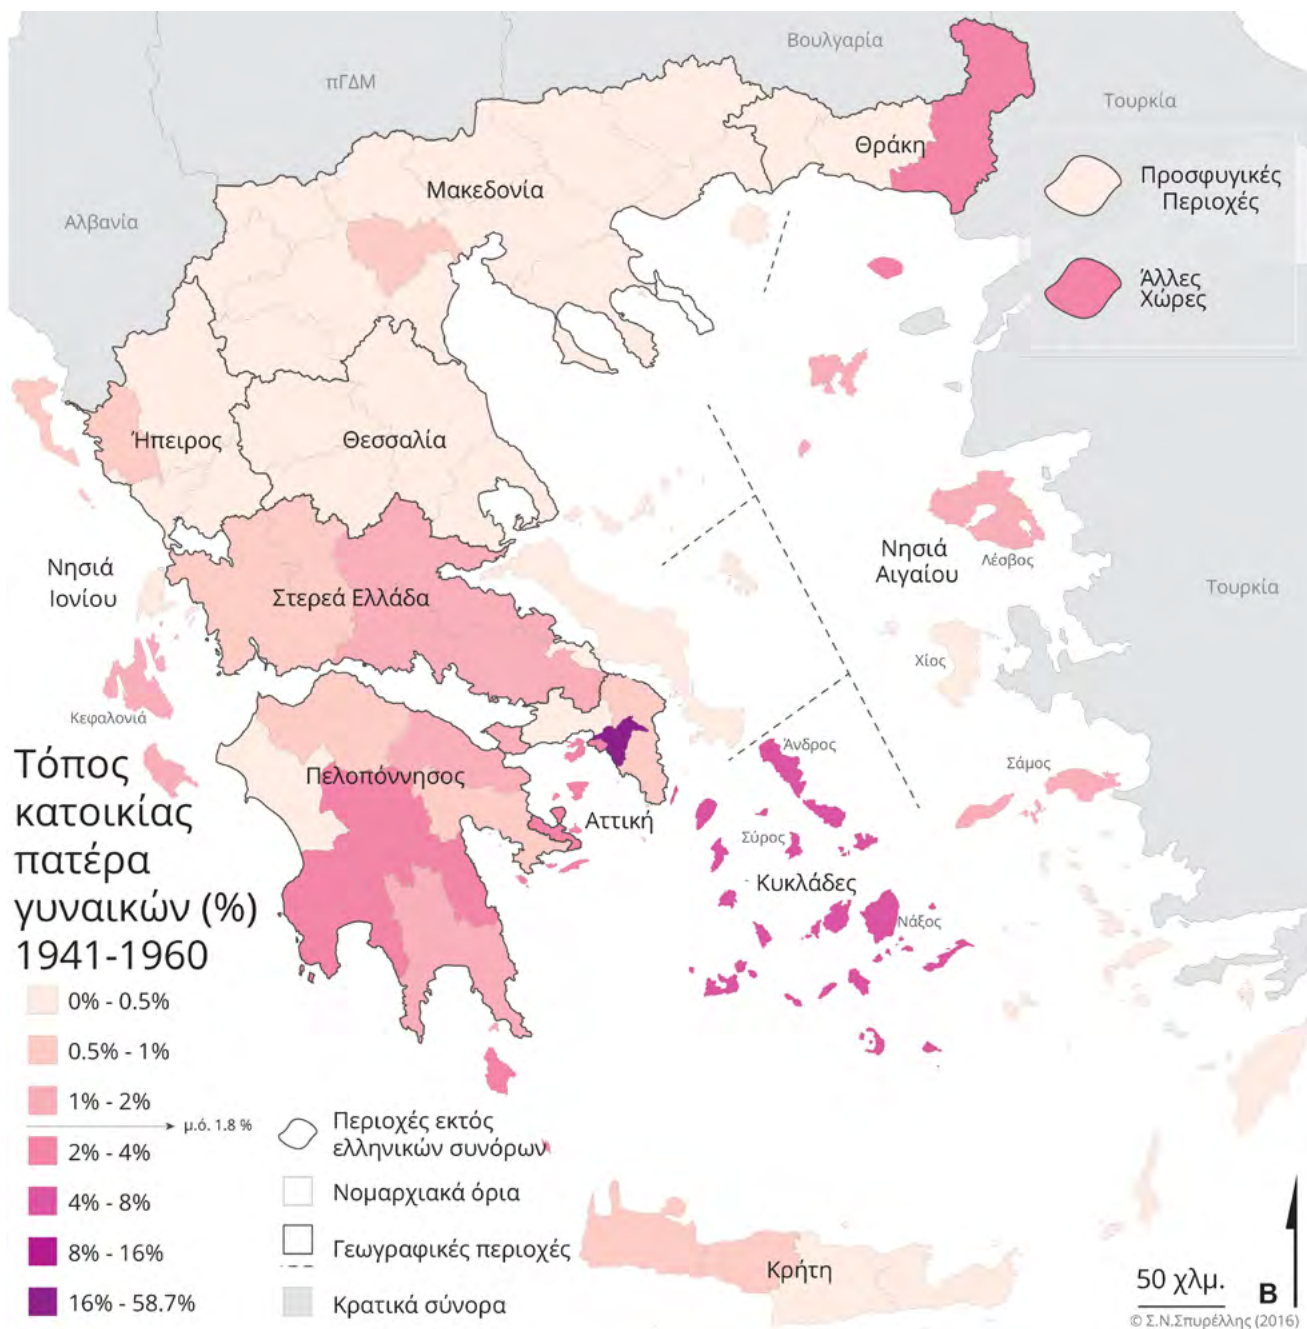 Βουλγαρία
πΓΔΜ
Τουρκία
Θράκη
Προσφυγικές
Περιοχές
Μακεδονία
Αλβανία
Άλλες
Χώρες
Ήπειρος
Θεσσαλία
Νησιά
Αιγαίου
Λέσβος
Νησιά
Ιονίου
Στερεά Ελλάδα
Τουρκία
Χίος
Κεφαλονιά
Άνδρος
Σάμος
Πελοπόννησος
Αττική
Σύρος
Κυκλάδες
Νάξος
Τόπος
κατοικίας
πατέρα
γυναικών (%)
1941-1960
0% - 0.5%
0.5% - 1%
1% - 2%
μ.ό. 1.8 %
2% - 4%
4% - 8%
8% - 16%
16% - 58.7%
Περιοχές εκτός
ελληνικών συνόρων
Νομαρχιακά όρια
Γεωγραφικές περιοχές
Κρατικά σύνορα
Κρήτη
50 χλμ.
B
© Σ.Ν.Σπυρέλλης (2016)